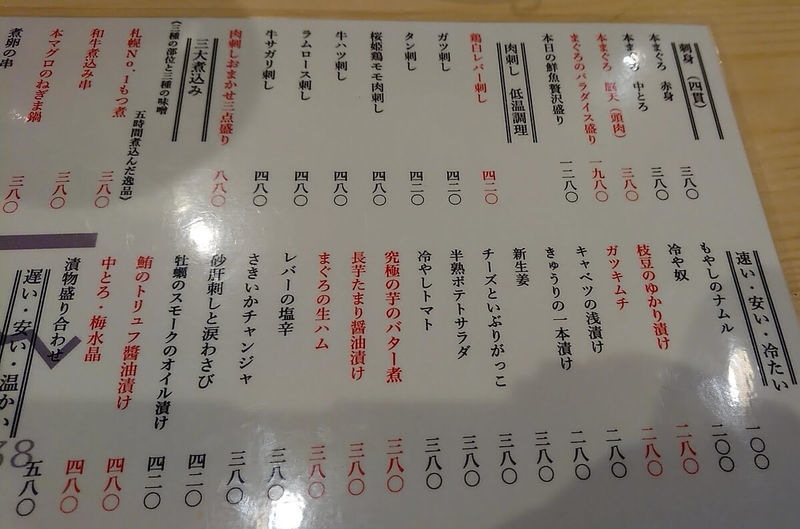 刺身（四貫）
本まぐろ 赤身 三八〇
本まぐろ 中とろ 三八〇
本まぐろ 脳天（頭肉） 三八〇
まぐろのパラダイス盛り 一九八〇
本日の鮮魚贅沢盛り 一二八〇
肉刺し 低温調理
鶏白レバー刺し 四二〇
ガツ刺し 四二〇
タン刺し 四二〇
桜姫鶏モモ肉刺し 四八〇
牛ハツ刺し 四八〇
ラムロース刺し 四八〇
牛サガリ刺し 四八〇
肉刺しおまかせ三点盛り 八八〇
三大煮込み
《三種の部位と三種の味噌
五時間煮込んだ逸品》
札幌No.1もつ煮 三八〇
和牛煮込み串 三八〇
本マグロのねぎま鍋 三八〇
煮卵の串
速い・安い・冷たい
もやしのナムル 一〇〇
冷や奴 二〇〇
枝豆のゆかり漬け 二八〇
ガツキムチ 二八〇
キャベツの浅漬け 二八〇
きゅうりの一本漬け 二八〇
新生姜 三八〇
チーズといぶりがっこ 三八〇
半熟ポテトサラダ 三八〇
冷やしトマト 三八〇
究極の芋のバター煮 三八〇
長芋たまり醤油漬け 三八〇
まぐろの生ハム 三八〇
レバーの塩辛 三八〇
さきいかチャンジャ 三八〇
砂肝刺しと涙わさび 四二〇
牡蠣のスモークのオイル漬け 四二〇
鮪のトリュフ醤油漬け 四八〇
中とろ・梅水晶 四八〇
漬物盛り合わせ 五八〇
遅い・安い・温かい